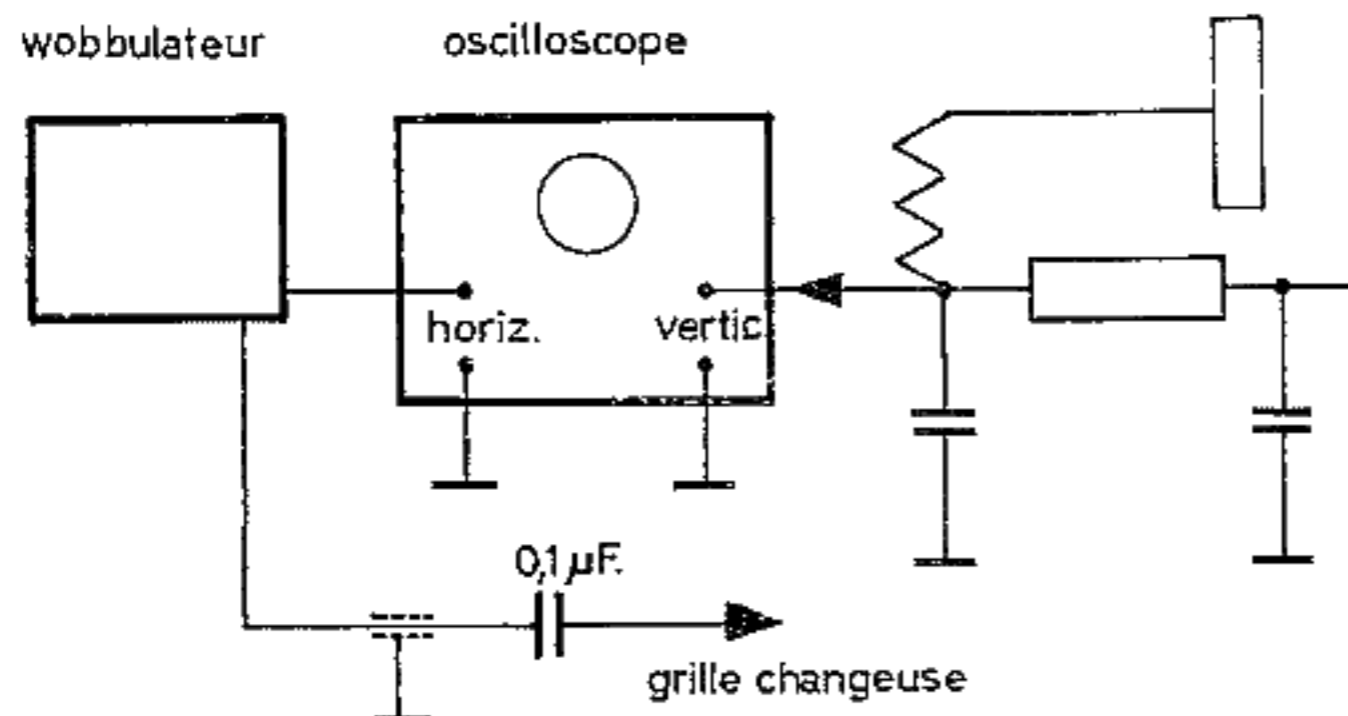 wobbulateur
oscilloscope
horiz.
vertic.
0,1 µF.
grille changeuse